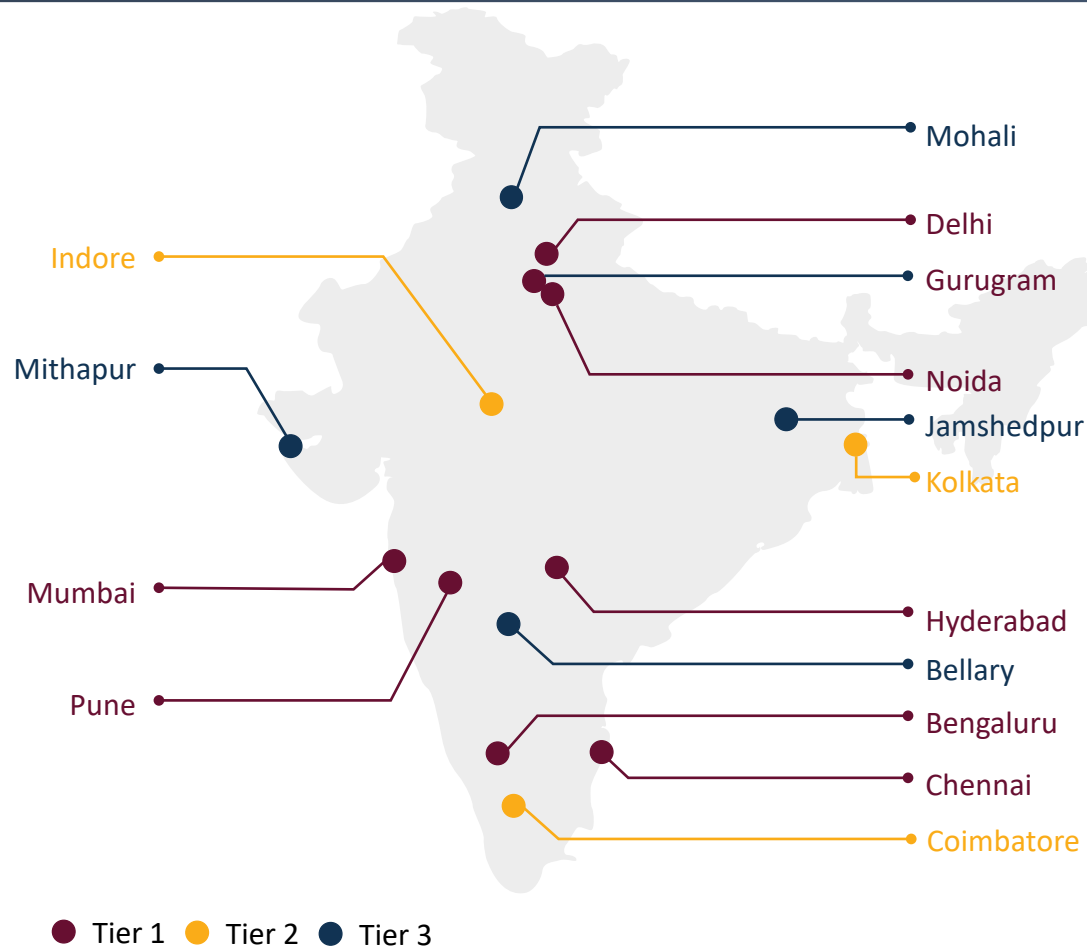 Mohali
Delhi
Indore
Gurugram
Mithapur
Noida
Jamshedpur
Kolkata
Mumbai
Hyderabad
Bellary
Pune
Bengaluru
Chennai
Coimbatore
Tier 1 Tier 2 Tier 3